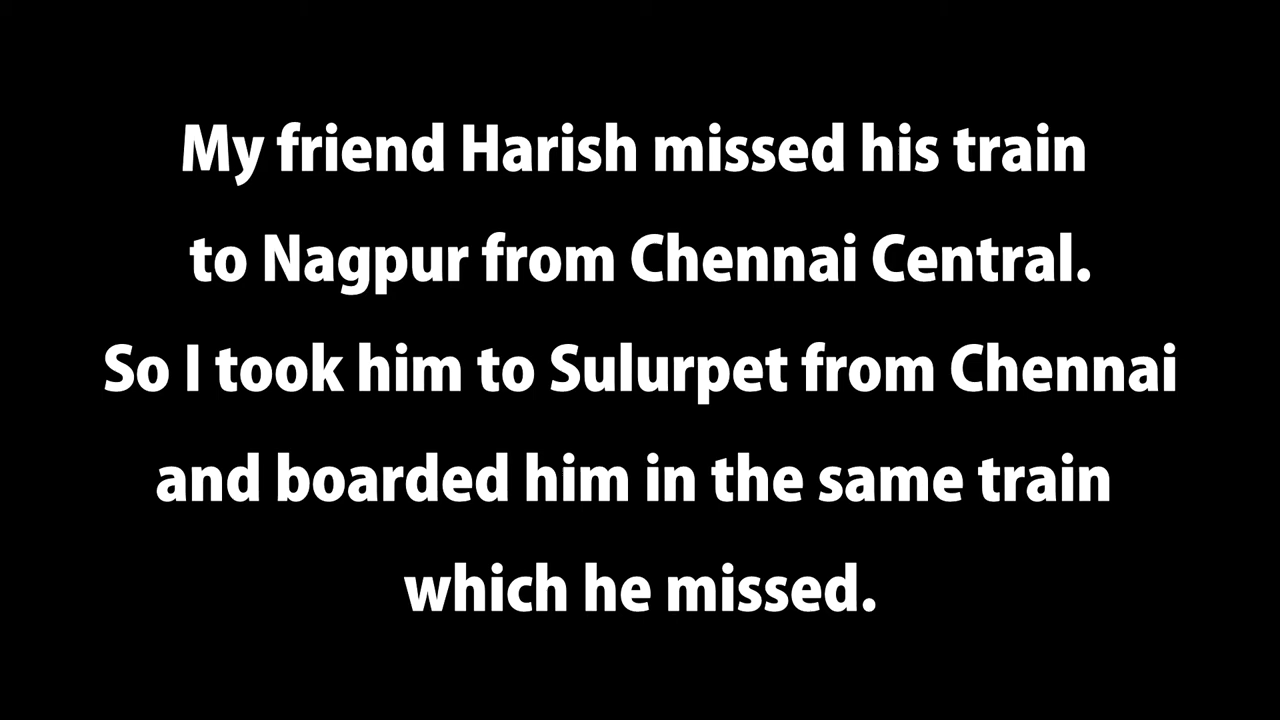 My friend Harish missed his train
to Nagpur from Chennai Central.
So I took him to Sulurpet from Chennai
and boarded him in the same train
which he missed.